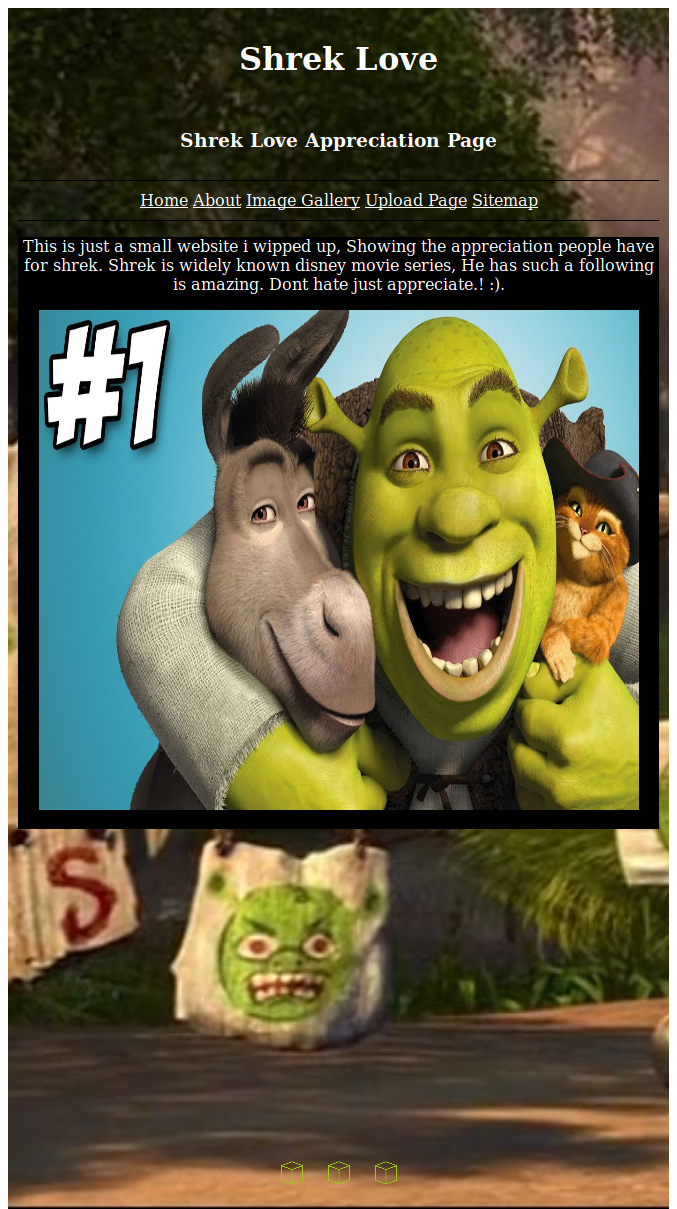 Shrek Love
Shrek Love Appreciation Page
Home About Image Gallery Upload Page Sitemap
This is just a small website i wipped up, Showing the appreciation people have
for shrek. Shrek is widely known disney movie series, He has such a following
is amazing. Dont hate just appreciate.! :).
#1
S